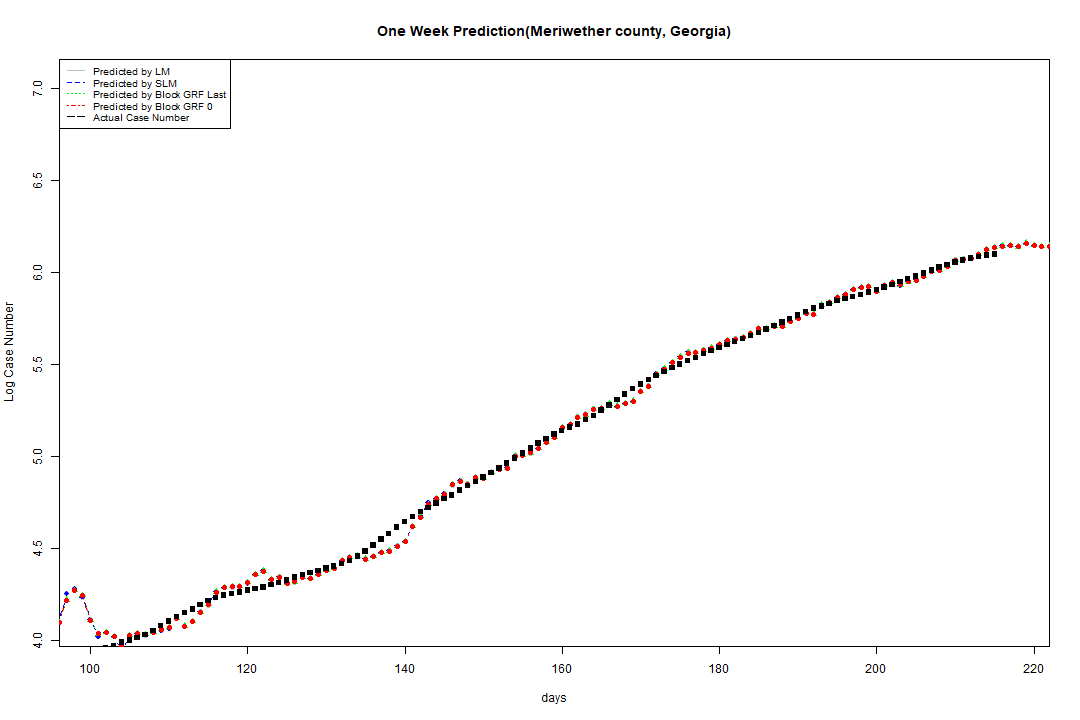 One Week Prediction(Meriwether county, Georgia)
Predicted by LM
Predicted by SLM
Predicted by Block GRF Last
Predicted by Block GRF 0
Actual Case Number
7.0
6.5
6.0
5.5
5.0
4.5
4.0
Log Case Number
100 120 140 160 180 200 220
days